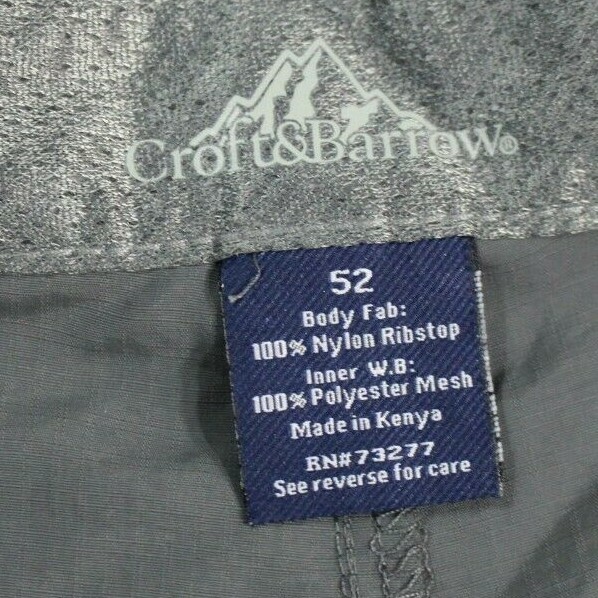 Croft&Barrow®
52
Body Fab:
100% Nylon Ribstop
Inner W.B:
100% Polyester Mesh
Made in Kenya
RN#73277
See reverse for care